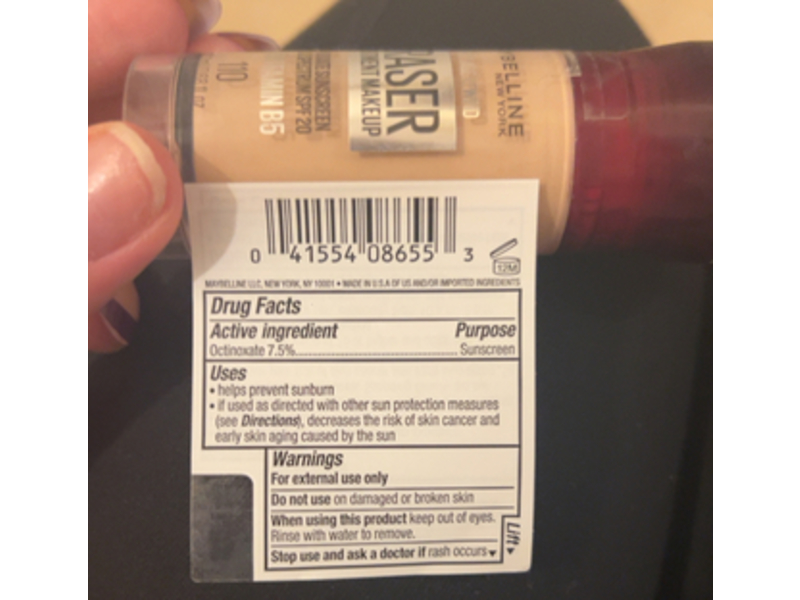 110
BROAD SPECTRUM SPF 20
SUNSCREEN
B5
ERASER
MAKEUP
MAYBELLINE
NEW YORK
0 41554 08655 3
12M
MAYBELLINE LLC, NEW YORK, NY 10001 • MADE IN U.S.A OF US AND/OR IMPORTED INGREDIENTS
Drug Facts
Active ingredient Purpose
Octinoxate 7.5%........................................Sunscreen
Uses
• helps prevent sunburn
• if used as directed with other sun protection measures
(see Directions), decreases the risk of skin cancer and
early skin aging caused by the sun
Warnings
For external use only
Do not use on damaged or broken skin
When using this product keep out of eyes.
Rinse with water to remove.
Stop use and ask a doctor if rash occurs
Lift